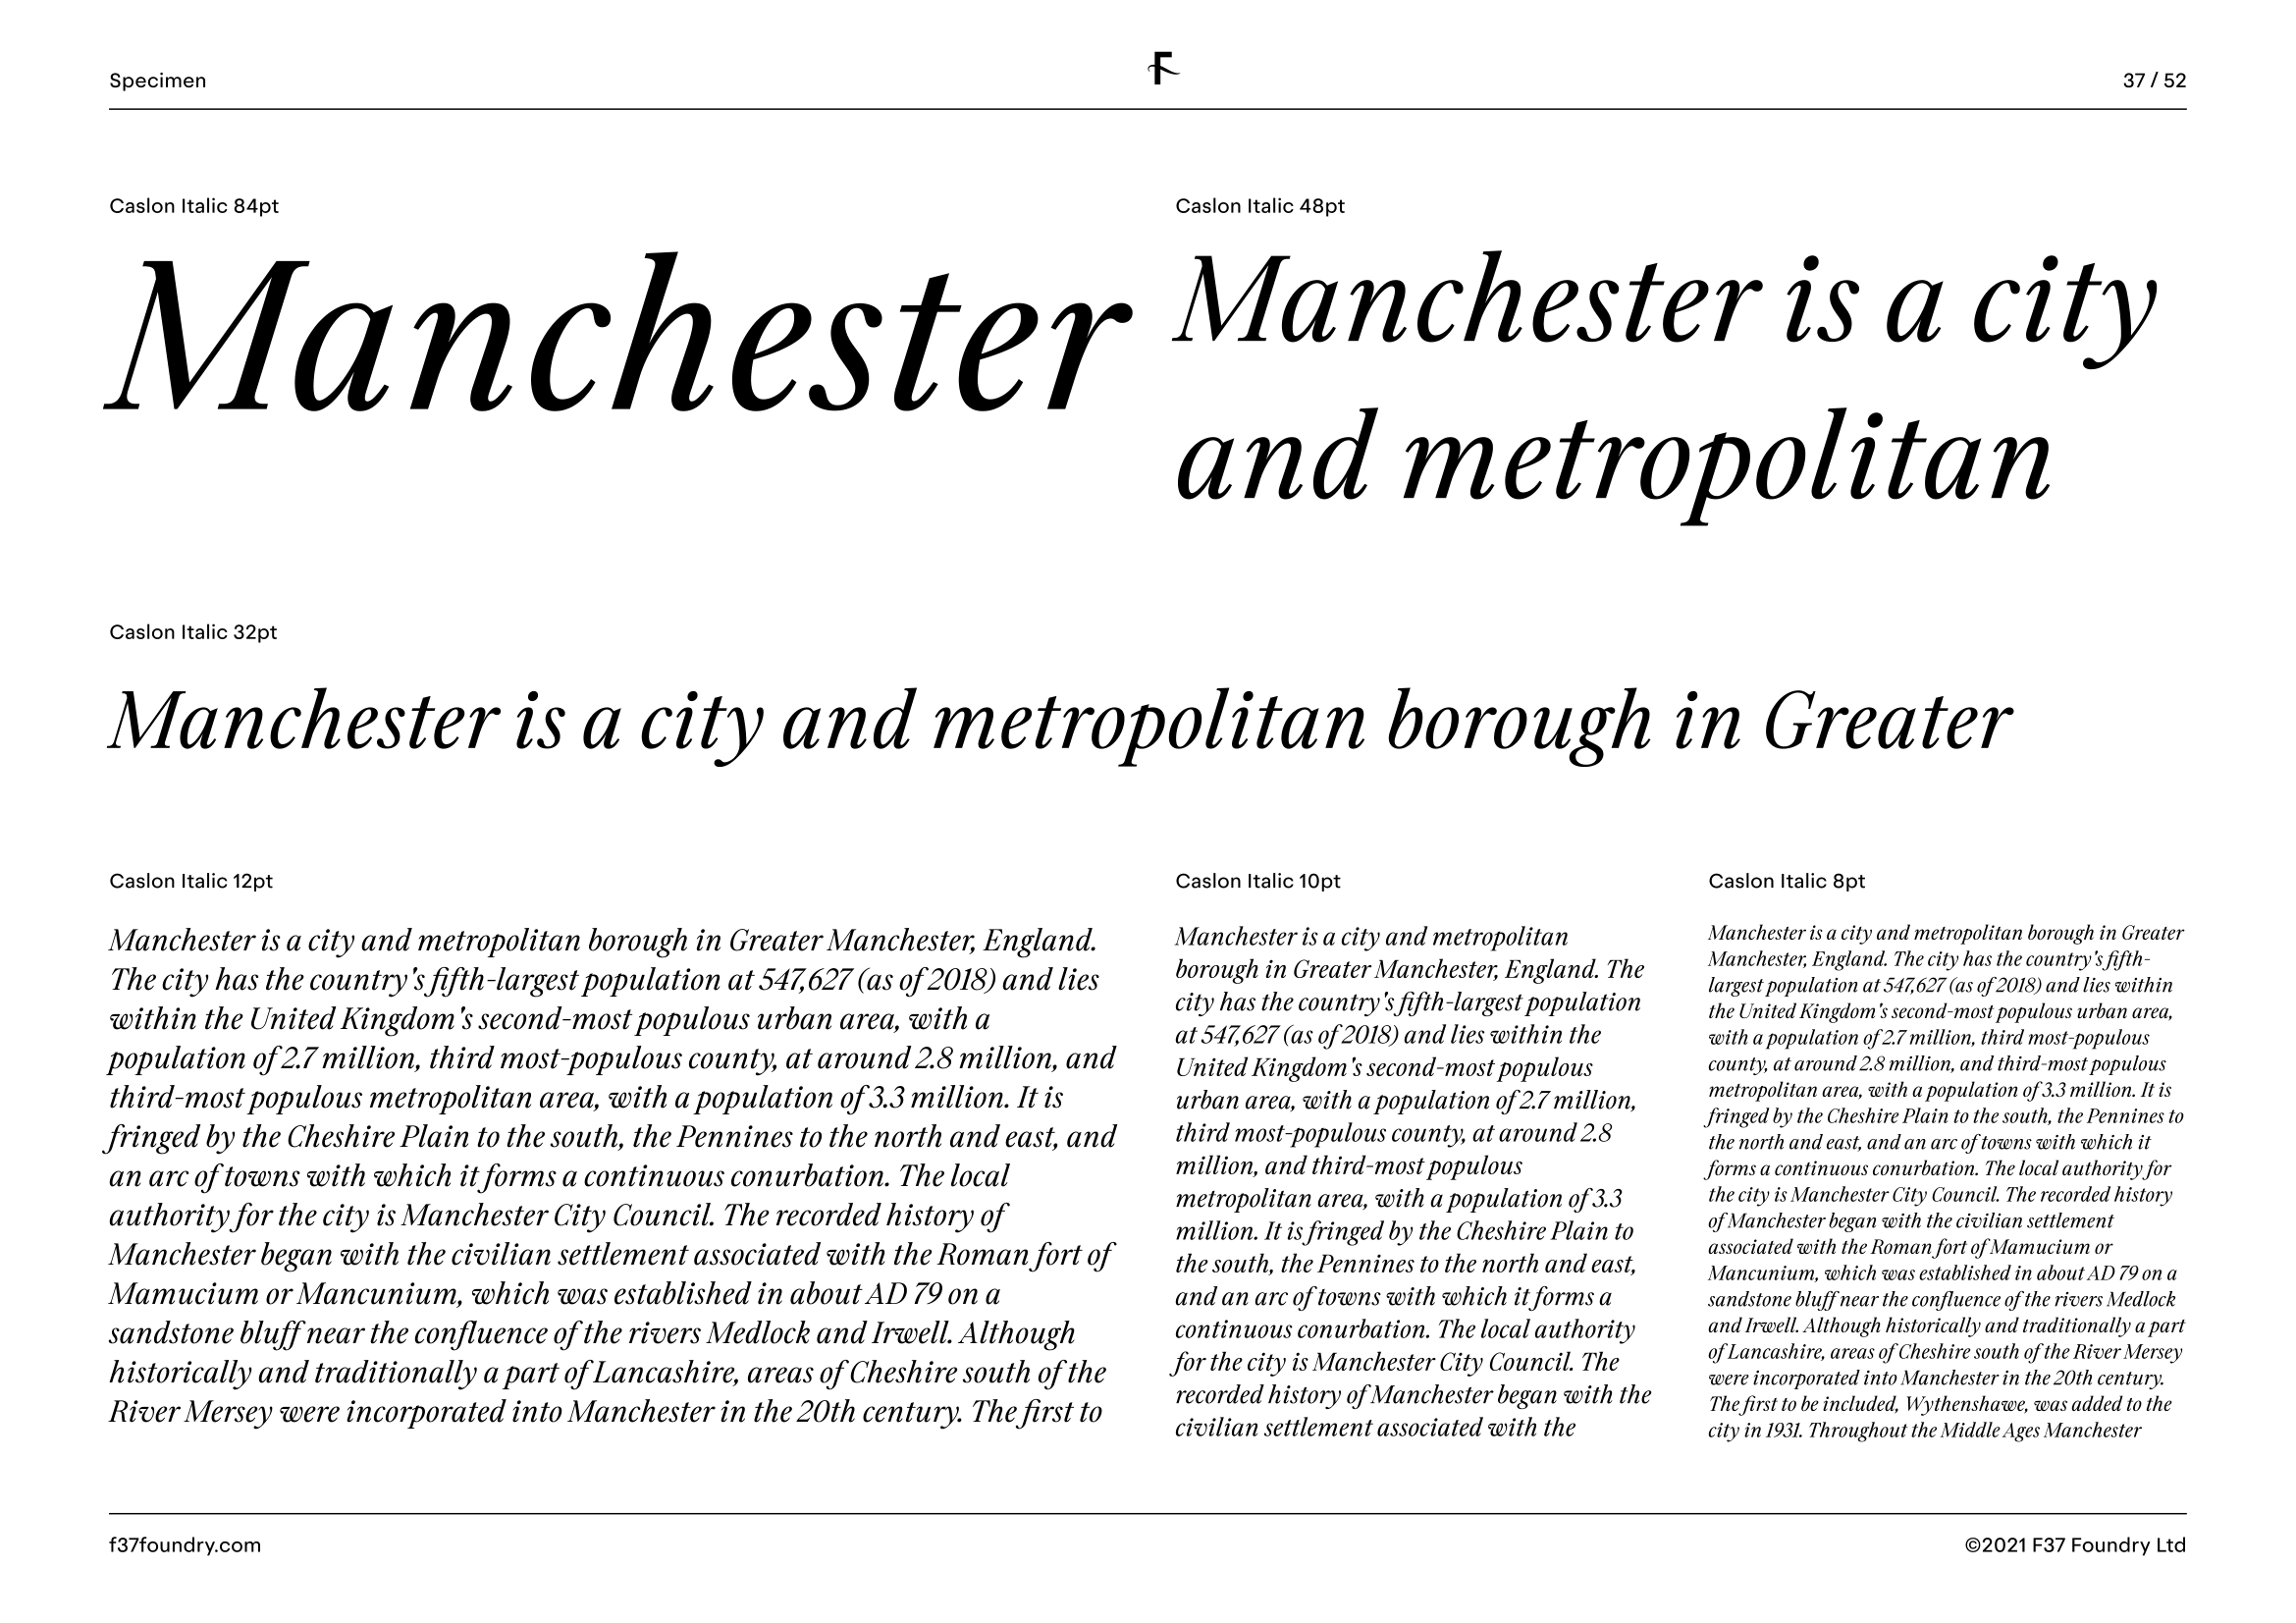 Specimen
F
37 / 52
Caslon Italic 84pt
Manchester
Caslon Italic 48pt
Manchester is a city
and metropolitan
Caslon Italic 32pt
Manchester is a city and metropolitan borough in Greater
Caslon Italic 12pt
Manchester is a city and metropolitan borough in Greater Manchester, England.
The city has the country's fifth-largest population at 547,627 (as of 2018) and lies
within the United Kingdom's second-most populous urban area, with a
population of 2.7 million, third most-populous county, at around 2.8 million, and
third-most populous metropolitan area, with a population of 3.3 million. It is
fringed by the Cheshire Plain to the south, the Pennines to the north and east, and
an arc of towns with which it forms a continuous conurbation. The local
authority for the city is Manchester City Council. The recorded history of
Manchester began with the civilian settlement associated with the Roman fort of
Mamucium or Mancunium, which was established in about AD 79 on a
sandstone bluff near the confluence of the rivers Medlock and Irwell. Although
historically and traditionally a part of Lancashire, areas of Cheshire south of the
River Mersey were incorporated into Manchester in the 20th century. The first to
Caslon Italic 10pt
Manchester is a city and metropolitan
borough in Greater Manchester, England. The
city has the country's fifth-largest population
at 547,627 (as of 2018) and lies within the
United Kingdom's second-most populous
urban area, with a population of 2.7 million,
third most-populous county, at around 2.8
million, and third-most populous
metropolitan area, with a population of 3.3
million. It is fringed by the Cheshire Plain to
the south, the Pennines to the north and east,
and an arc of towns with which it forms a
continuous conurbation. The local authority
for the city is Manchester City Council. The
recorded history of Manchester began with the
civilian settlement associated with the
Caslon Italic 8pt
Manchester is a city and metropolitan borough in Greater
Manchester, England. The city has the country's fifth-
largest population at 547,627 (as of 2018) and lies within
the United Kingdom's second-most populous urban area,
with a population of 2.7 million, third most-populous
county, at around 2.8 million, and third-most populous
metropolitan area, with a population of 3.3 million. It is
fringed by the Cheshire Plain to the south, the Pennines to
the north and east, and an arc of towns with which it
forms a continuous conurbation. The local authority for
the city is Manchester City Council. The recorded history
of Manchester began with the civilian settlement
associated with the Roman fort of Mamucium or
Mancunium, which was established in about AD 79 on a
sandstone bluff near the confluence of the rivers Medlock
and Irwell. Although historically and traditionally a part
of Lancashire, areas of Cheshire south of the River Mersey
were incorporated into Manchester in the 20th century.
The first to be included, Wythenshawe, was added to the
city in 1931. Throughout the Middle Ages Manchester
f37foundry.com
©2021 F37 Foundry Ltd